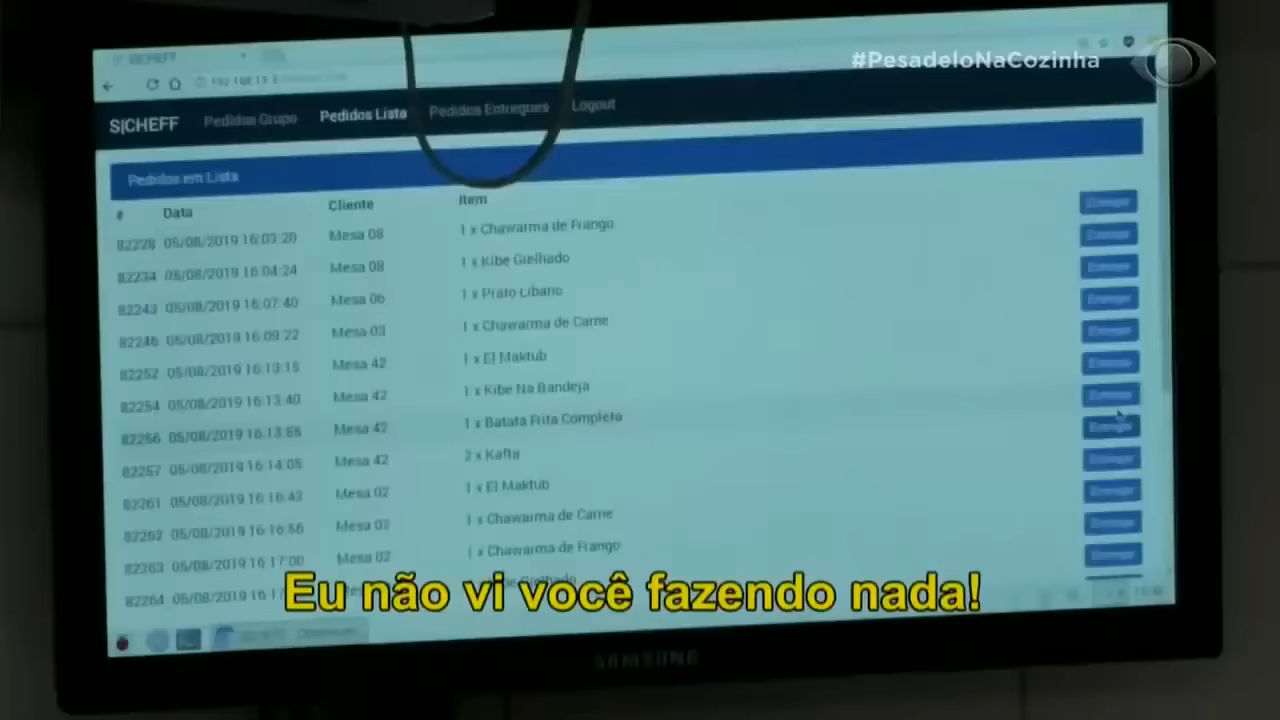 #PesadeloNaCozinha
S|CHEFF Pedidos Grupo Pedidos Lista Pedidos Entregues Logout
Pedidos em Lista
# Data Cliente Item
82228 05/08/2019 16:03:20 Mesa 08 1 x Chawarma de Frango
82234 05/08/2019 16:04:24 Mesa 08 1 x Kibe Grelhado
82243 05/08/2019 16:07:40 Mesa 06 1 x Prato Libano
82246 05/08/2019 16:09:22 Mesa 03 1 x Chawarma de Carne
82252 05/08/2019 16:13:15 Mesa 42 1 x El Maktub
82254 05/08/2019 16:13:40 Mesa 42 1 x Kibe Na Bandeja
82256 05/08/2019 16:13:55 Mesa 42 1 x Batata Frita Completa
82257 05/08/2019 16:14:05 Mesa 42 2 x Kafta
82261 05/08/2019 16:16:43 Mesa 02 1 x El Maktub
82262 05/08/2019 16:16:56 Mesa 02 1 x Chawarma de Carne
82263 05/08/2019 16:17:00 Mesa 02 1 x Chawarma de Frango
82264 05/08/2019
Eu não vi você fazendo nada!
SAMSUNG